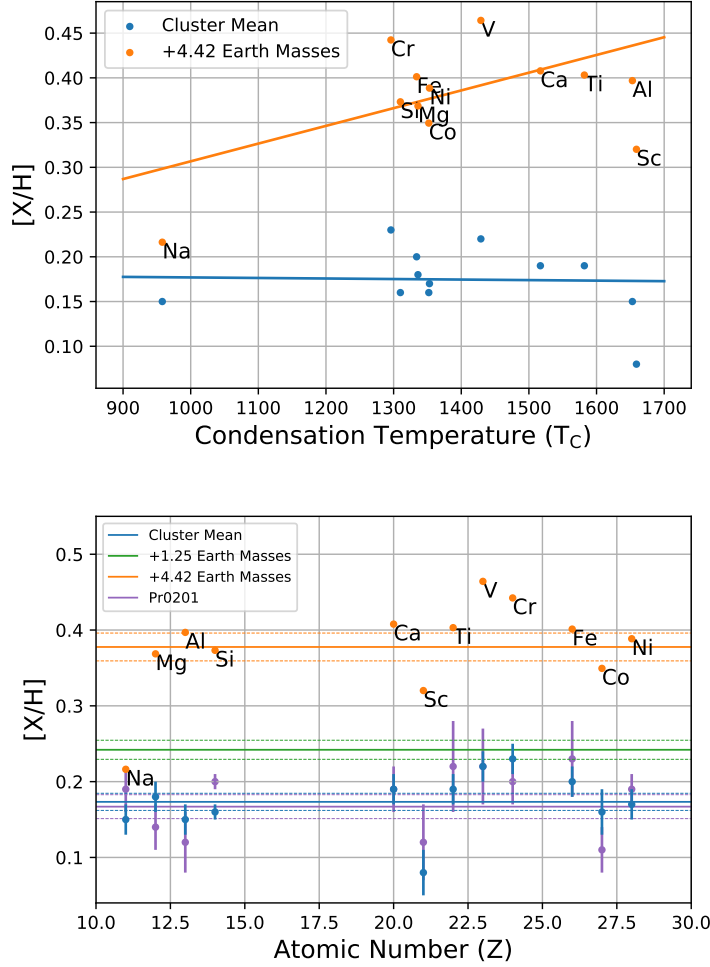 Cluster Mean
+4.42 Earth Masses
0.45
0.40
0.35
0.30
0.25
0.20
0.15
0.10
[X/H]
Cr
V
Fe
Ni
Si
Mg
Co
Ca
Ti
Al
Sc
Na
900 1000 1100 1200 1300 1400 1500 1600 1700
Condensation Temperature (T_C)
Cluster Mean
+1.25 Earth Masses
+4.42 Earth Masses
Pr0201
0.5
0.4
0.3
0.2
0.1
[X/H]
V
Cr
Ca
Ti
Fe
Al
Mg
Si
Ni
Co
Sc
Na
10.0 12.5 15.0 17.5 20.0 22.5 25.0 27.5 30.0
Atomic Number (Z)